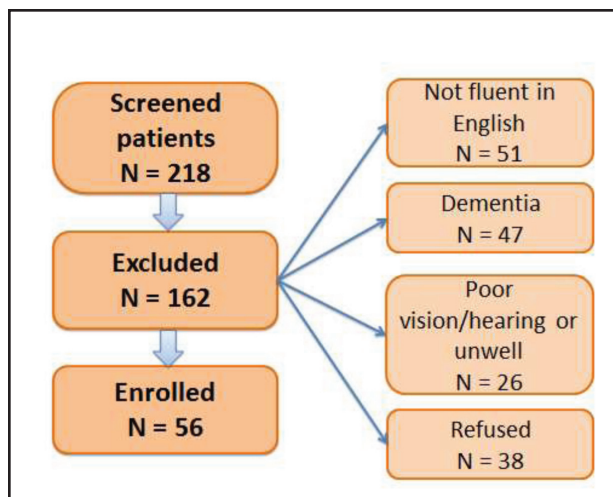 Screened
patients
N = 218
Excluded
N = 162
Enrolled
N = 56
Not fluent in
English
N = 51
Dementia
N = 47
Poor
vision/hearing or
unwell
N = 26
Refused
N = 38